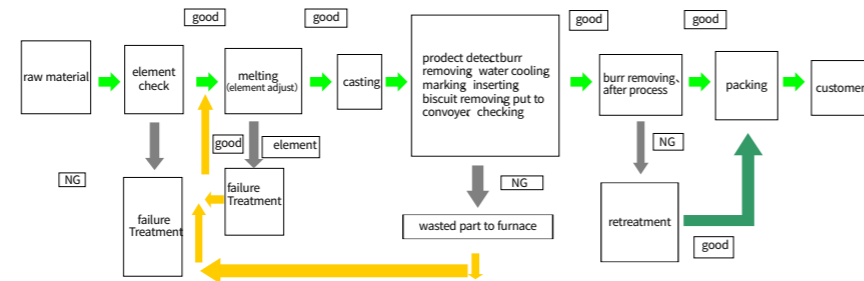 good
good
good
good
raw material
element
check
melting
(element adjust)
casting
product detectburr
removing water cooling
marking inserting
biscuit removing put to
convoyer checking
burr removing、
after process
packing
customer
good
element
NG
NG
NG
failure
Treatment
failure
Treatment
wasted part to furnace
retreatment
good